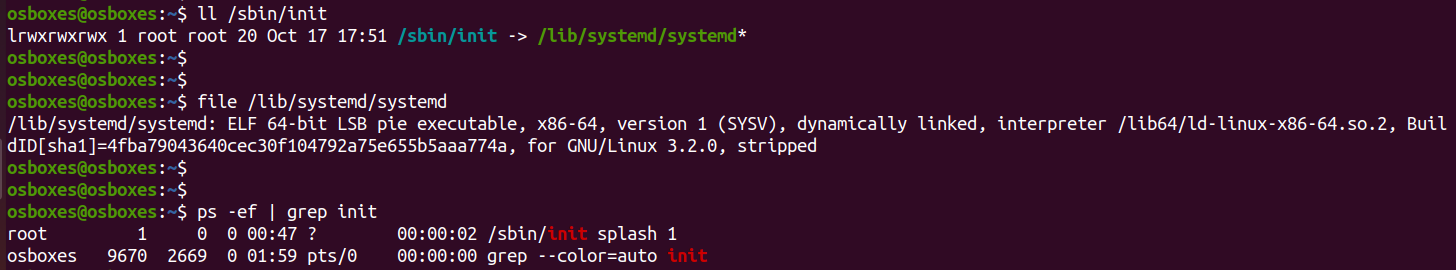 osboxes@osboxes:~$ ll /sbin/init
lrwxrwxrwx 1 root root 20 Oct 17 17:51 /sbin/init -> /lib/systemd/systemd*
osboxes@osboxes:~$
osboxes@osboxes:~$
osboxes@osboxes:~$ file /lib/systemd/systemd
/lib/systemd/systemd: ELF 64-bit LSB pie executable, x86-64, version 1 (SYSV), dynamically linked, interpreter /lib64/ld-linux-x86-64.so.2, Buil
dID[sha1]=4fba79043640cec30f104792a75e655b5aaa774a, for GNU/Linux 3.2.0, stripped
osboxes@osboxes:~$
osboxes@osboxes:~$
osboxes@osboxes:~$ ps -ef | grep init
root         1     0  0 00:47 ?        00:00:02 /sbin/init splash 1
osboxes   9670  2669  0 01:59 pts/0    00:00:00 grep --color=auto init